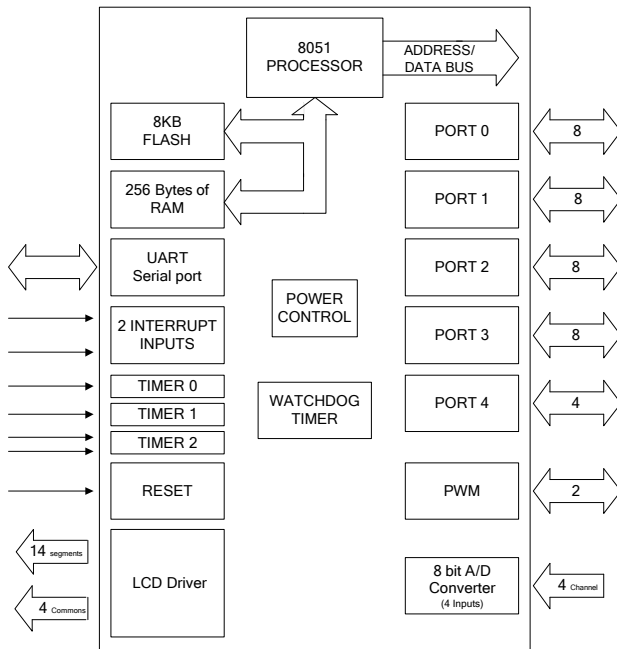 8051
PROCESSOR
ADDRESS/
DATA BUS
8KB
FLASH
PORT 0
8
256 Bytes of
RAM
PORT 1
8
UART
Serial port
PORT 2
8
POWER
CONTROL
2 INTERRUPT
INPUTS
PORT 3
8
TIMER 0
TIMER 1
TIMER 2
WATCHDOG
TIMER
PORT 4
4
RESET
PWM
2
14 segments
4 Commons
LCD Driver
8 bit A/D
Converter
(4 Inputs)
4 Channel